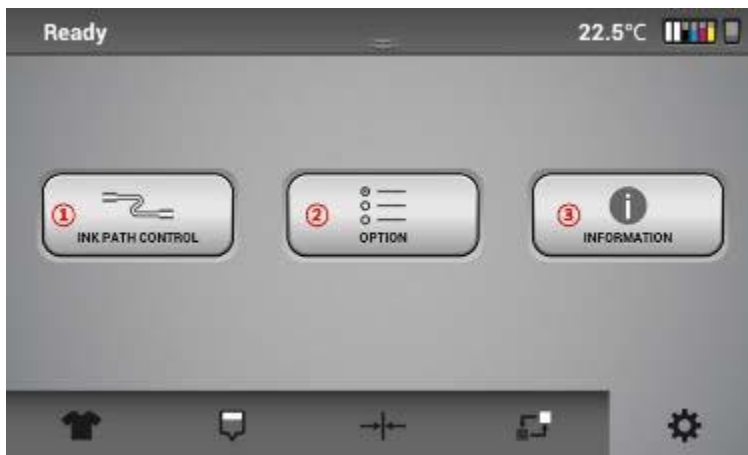 Ready 22.5°C
① ② ③
INK PATH CONTROL OPTION INFORMATION